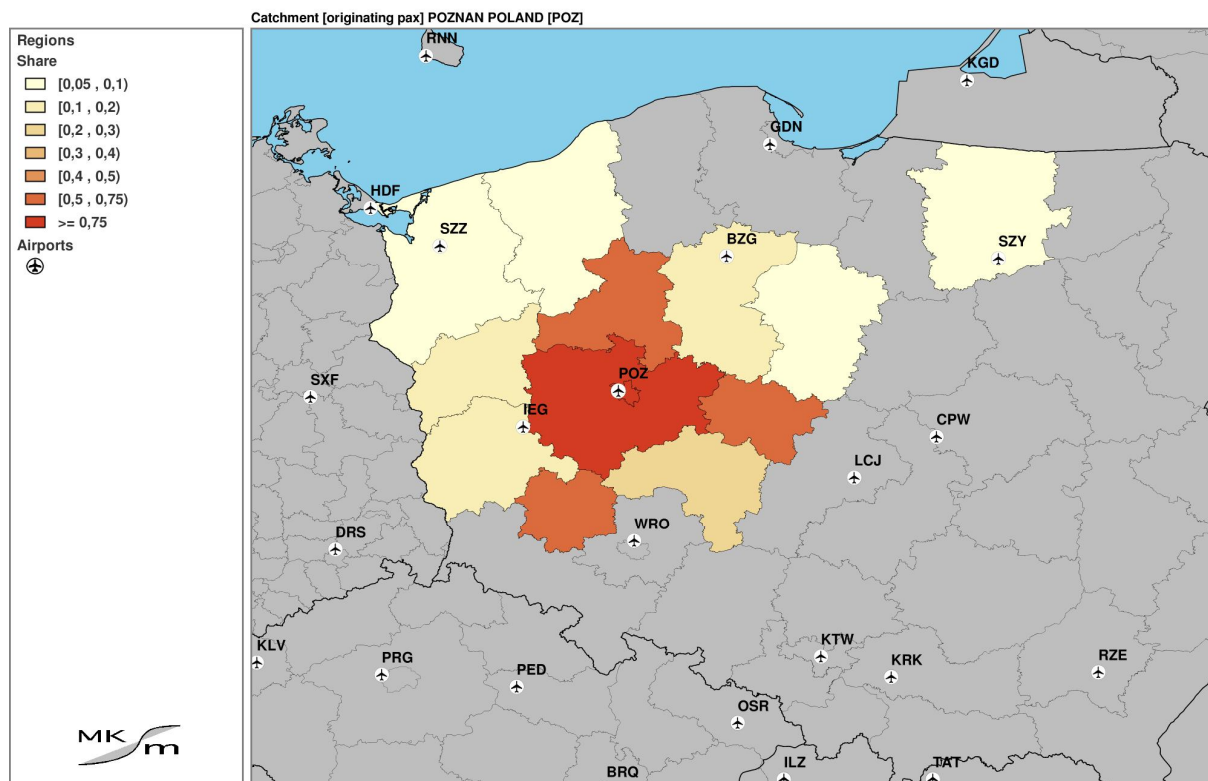 Catchment [originating pax] POZNAN POLAND [POZ]
Regions
Share
[0,05 , 0,1)
[0,1 , 0,2)
[0,2 , 0,3)
[0,3 , 0,4)
[0,4 , 0,5)
[0,5 , 0,75)
>= 0,75
Airports
RNN
KGD
GDN
HDF
SZZ
BZG
SZY
POZ
SXF
IEG
CPW
LCJ
WRO
DRS
KLV
PRG
PED
KTW
KRK
RZE
OSR
BRQ
ILZ
TAT
MK
m